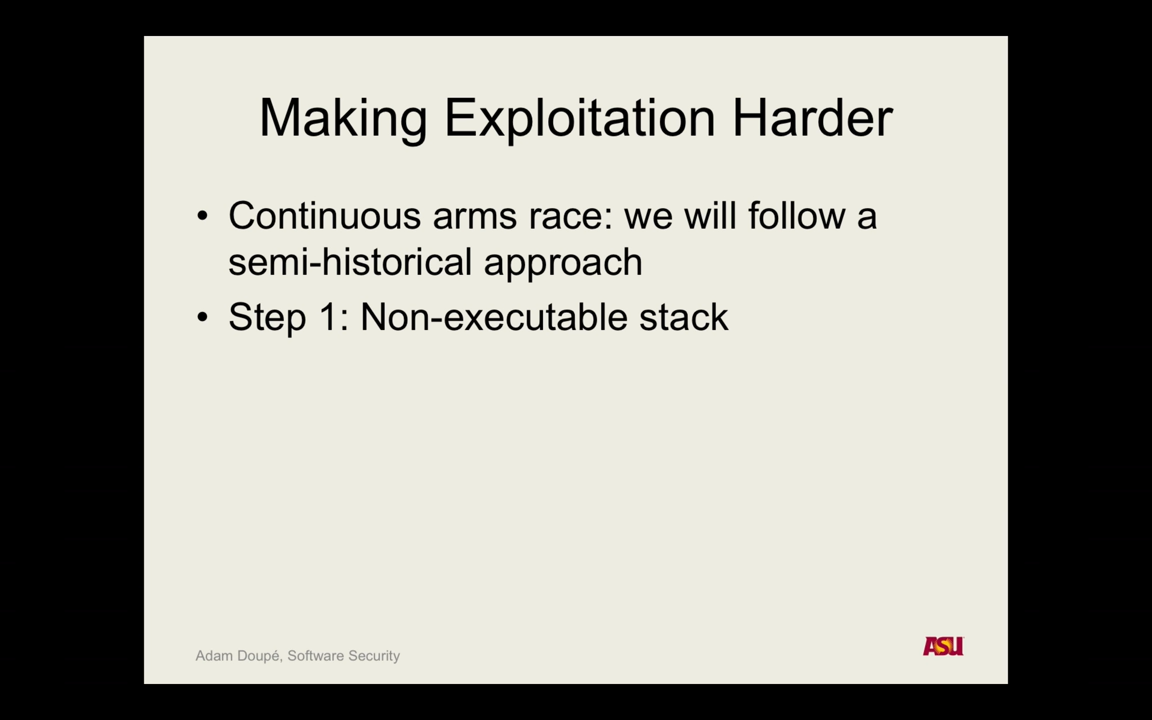 Making Exploitation Harder
• Continuous arms race: we will follow a
semi-historical approach
• Step 1: Non-executable stack
Adam Doupé, Software Security
ASU